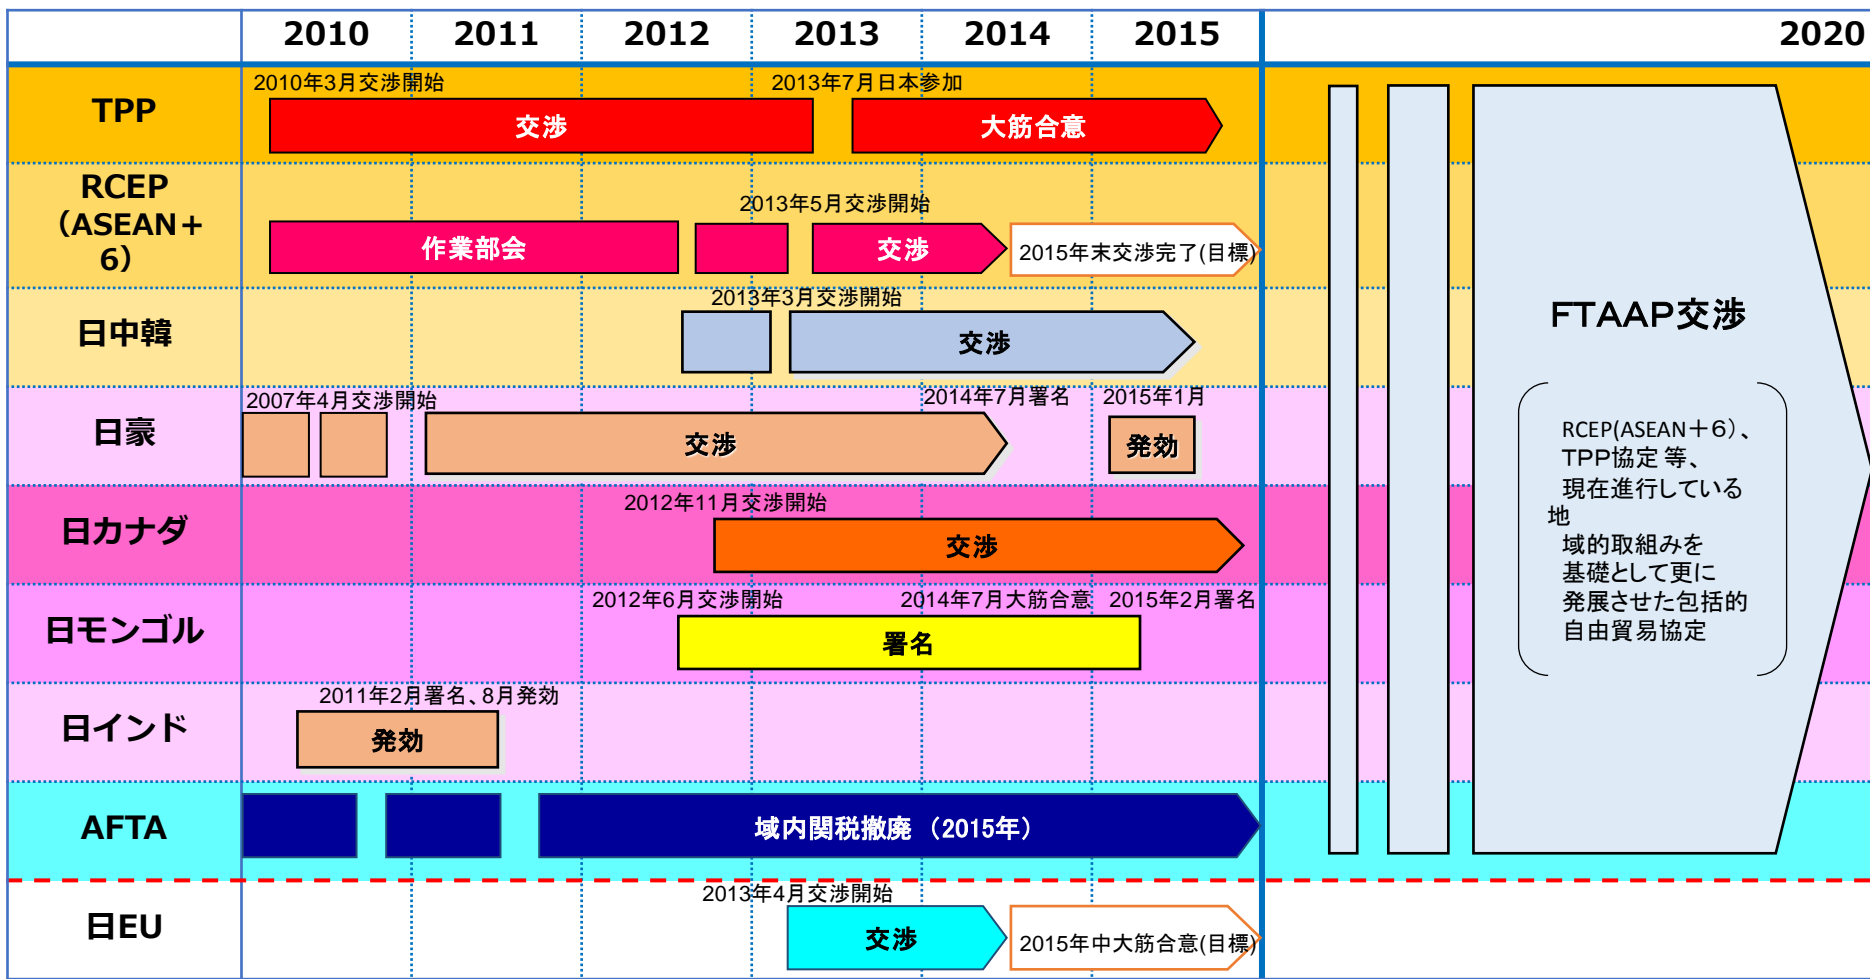 2010 2011 2012 2013 2014 2015 2020
TPP
2010年3月交渉開始
2013年7月日本参加
交渉
大筋合意
RCEP
（ASEAN＋
6）
2013年5月交渉開始
作業部会
交渉
2015年末交渉完了(目標)
日中韓
2013年3月交渉開始
交渉
日豪
2007年4月交渉開始
2014年7月署名
2015年1月
交渉
発効
日カナダ
2012年11月交渉開始
交渉
日モンゴル
2012年6月交渉開始
2014年7月大筋合意
2015年2月署名
署名
日インド
2011年2月署名、8月発効
発効
AFTA
域内関税撤廃（2015年）
日EU
2013年4月交渉開始
交渉
2015年中大筋合意(目標)
FTAAP交渉
RCEP(ASEAN＋6)、
TPP協定 等、
現在進行している
地
域的取組みを
基礎として更に
発展させた包括的
自由貿易協定